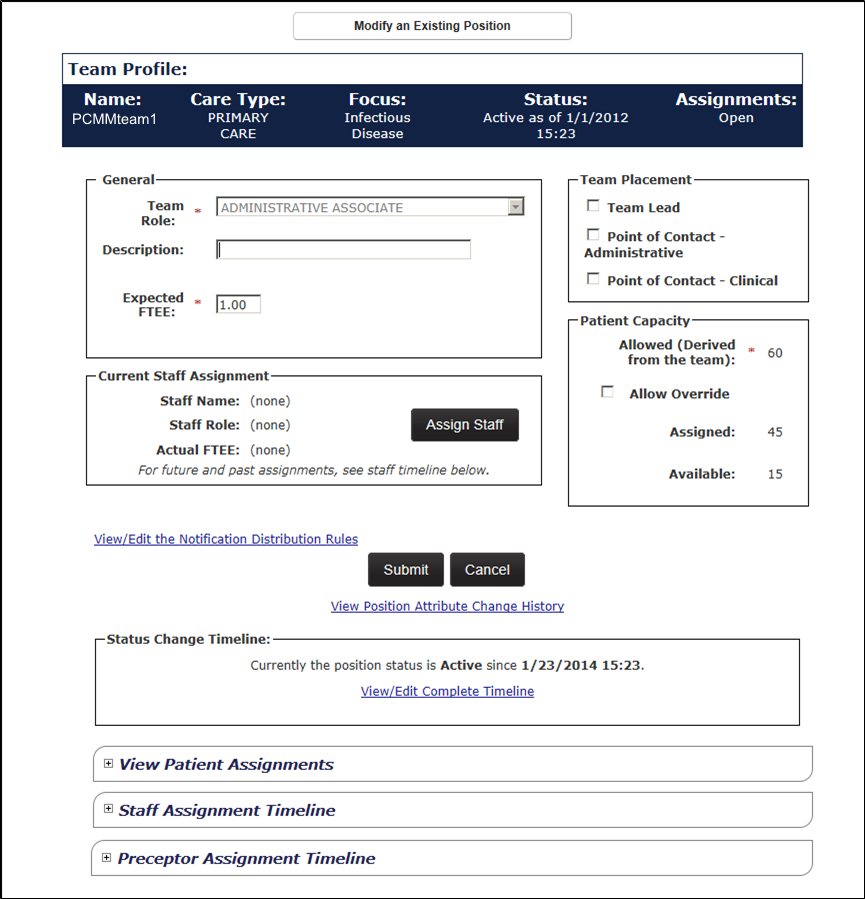 Modify an Existing Position
Team Profile:
Name: Care Type: Focus: Status: Assignments:
PCMMteam1 PRIMARY Infectious Active as of 1/1/2012 Open
CARE Disease 15:23
General
Team
Role: * ADMINISTRATIVE ASSOCIATE
Description:
Expected
FTEE: * 1.00
Team Placement
Team Lead
Point of Contact -
Administrative
Point of Contact - Clinical
Patient Capacity
Allowed (Derived
from the team): * 60
Allow Override
Assigned: 45
Available: 15
Current Staff Assignment
Staff Name: (none)
Staff Role: (none)
Actual FTEE: (none)
Assign Staff
For future and past assignments, see staff timeline below.
View/Edit the Notification Distribution Rules
Submit Cancel
View Position Attribute Change History
Status Change Timeline:
Currently the position status is Active since 1/23/2014 15:23.
View/Edit Complete Timeline
View Patient Assignments
Staff Assignment Timeline
Preceptor Assignment Timeline